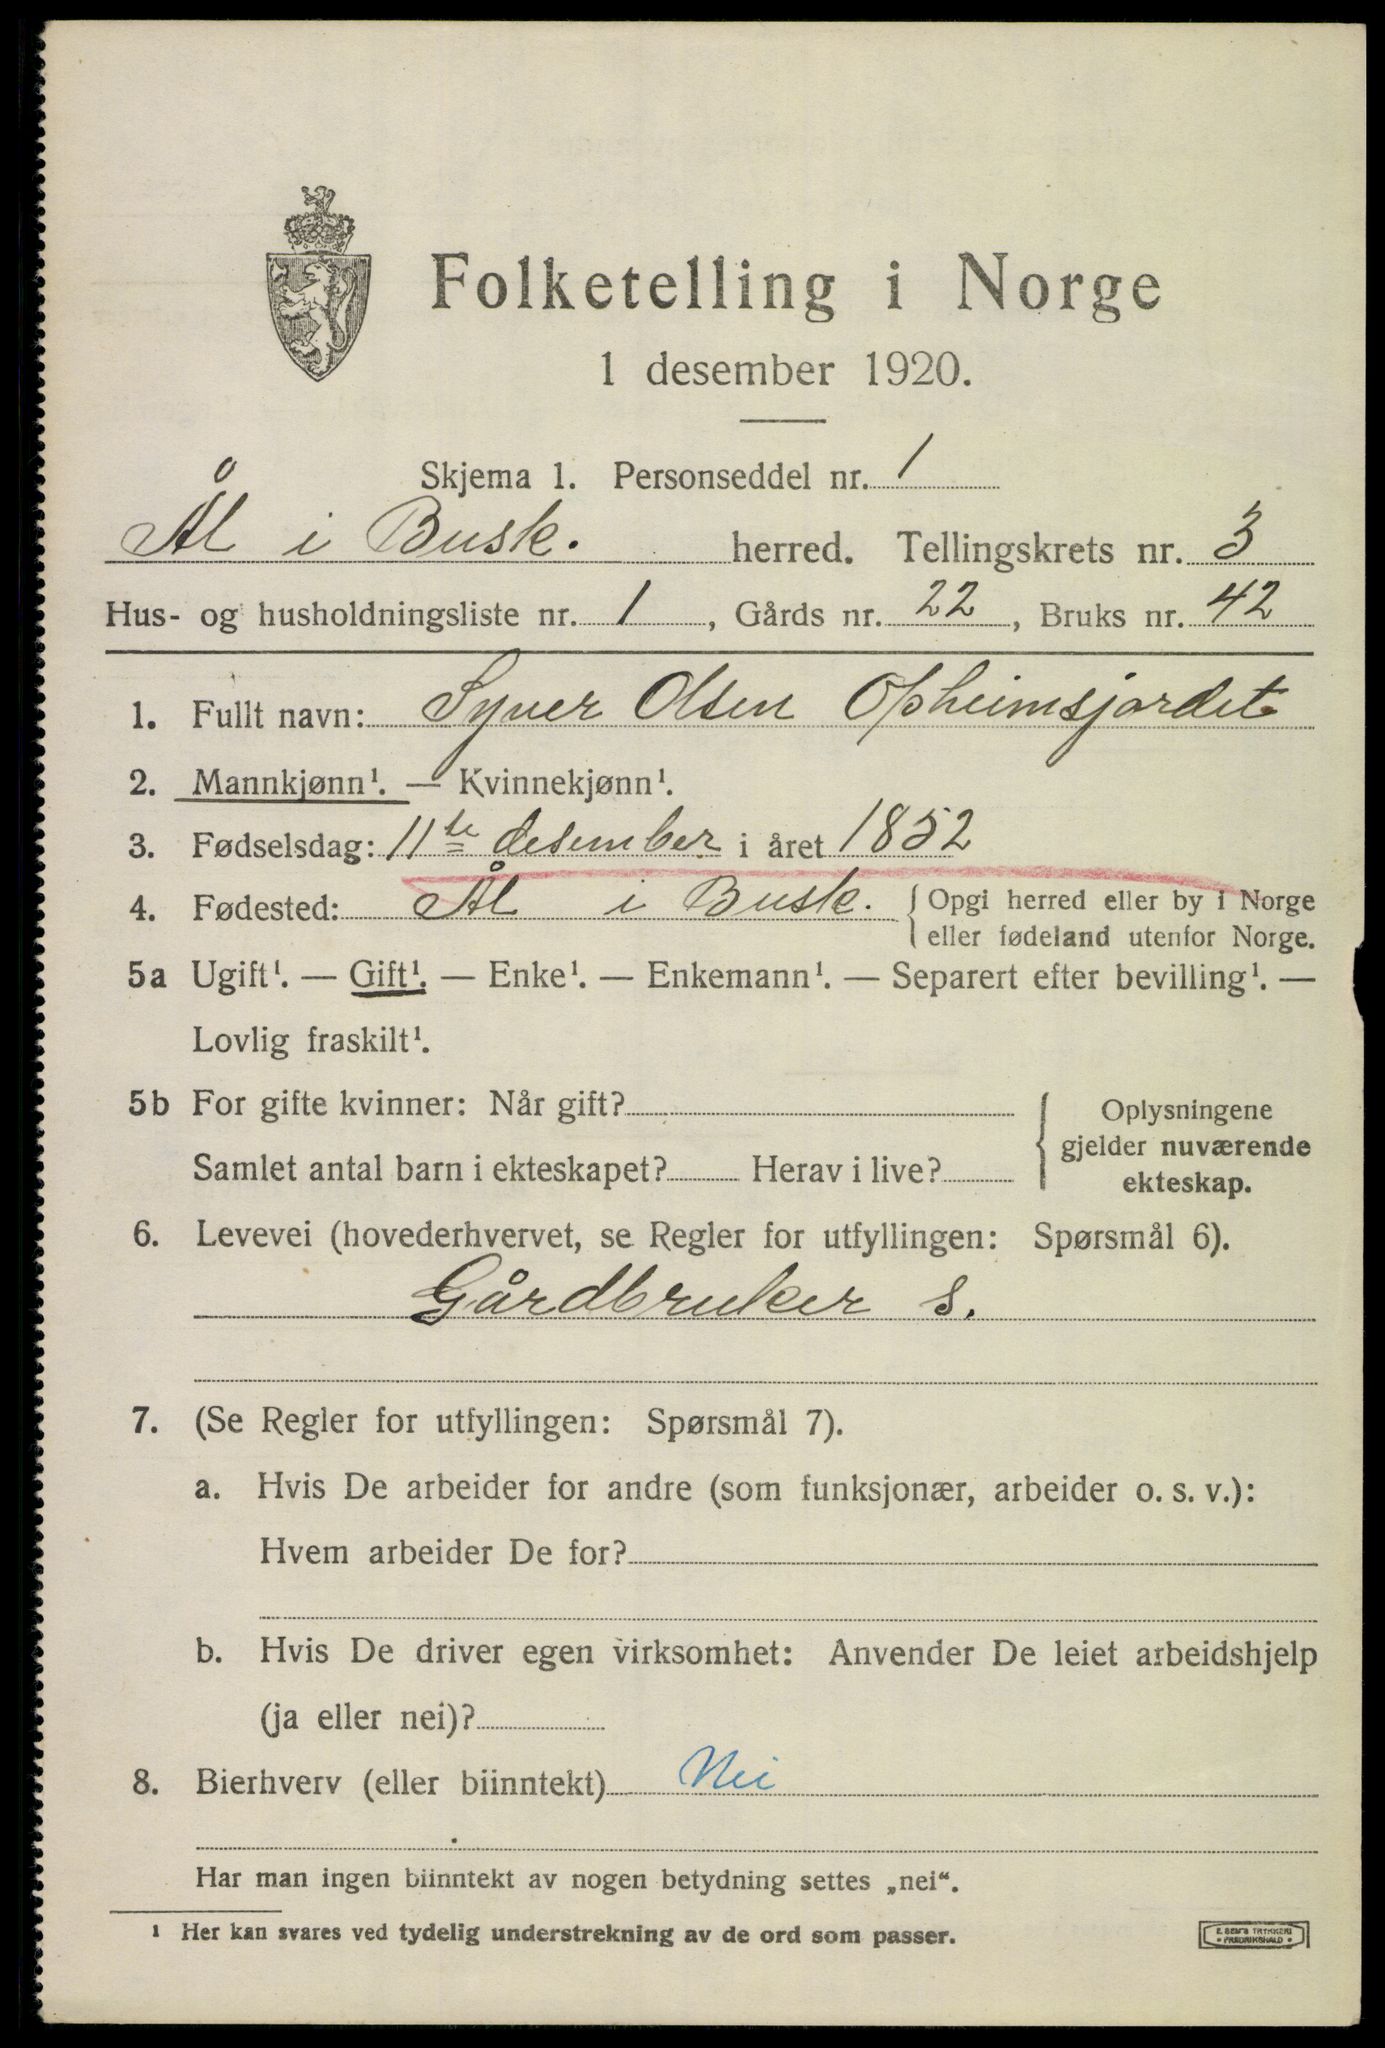 Folketelling i Norge
1 desember 1920.
Skjema 1. Personseddel nr. 1
Ål i Busk. herred. Tellingskrets nr. 3
Hus- og husholdningsliste nr. 1, Gårds nr. 22, Bruks nr. 42
1. Fullt navn: Syver Olsen Opheimsjordet
2. Mannkjønn¹. — Kvinnekjønn¹.
3. Fødselsdag: 11te desember i året 1852
4. Fødested: Ål i Busk. { Opgi herred eller by i Norge
eller fødeland utenfor Norge.
5a Ugift¹. — Gift¹. — Enke¹. — Enkemann¹. — Separert efter bevilling¹. —
Lovlig fraskilt¹.
5b For gifte kvinner: Når gift?
Samlet antal barn i ekteskapet? Herav i live?
{ Oplysningene
gjelder nuværende
ekteskap.
6. Levevei (hovederhvervet, se Regler for utfyllingen: Spørsmål 6).
Gårdbruker s.
7. (Se Regler for utfyllingen: Spørsmål 7).
a. Hvis De arbeider for andre (som funksjonær, arbeider o. s. v.):
Hvem arbeider De for?
b. Hvis De driver egen virksomhet: Anvender De leiet arbeidshjelp
(ja eller nei)?
8. Bierhverv (eller biinntekt) Nei
Har man ingen biinntekt av nogen betydning settes „nei“.
¹ Her kan svares ved tydelig understrekning av de ord som passer.
E. SEM'S TRYKKERI
• FREDRIKSHALD •